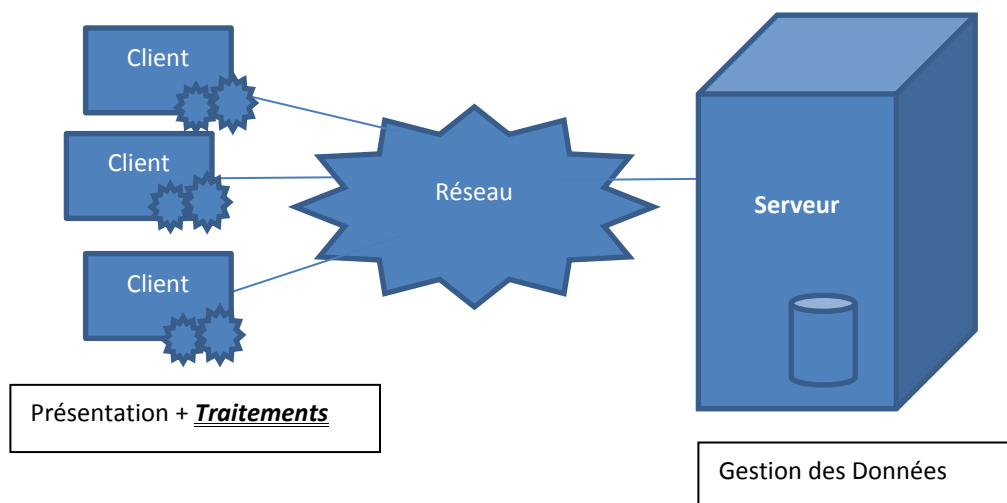 Client
Client
Client
Réseau
Serveur
Présentation + Traitements
Gestion des Données